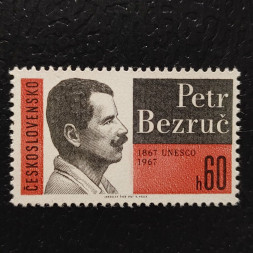 ČESKOSLOVENSKO
Petr
Bezruč
1867 UNESCO
1967
h60